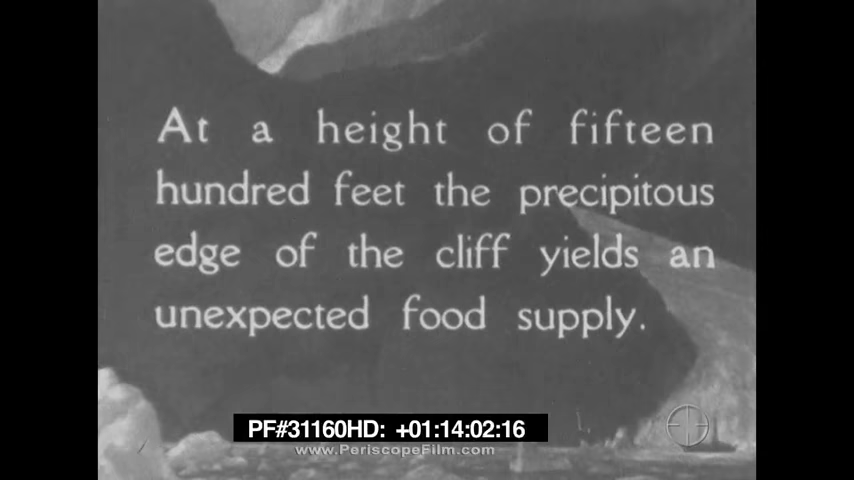 At a height of fifteen
hundred feet the precipitous
edge of the cliff yields an
unexpected food supply.
PF#31160HD: +01:14:02:16
www.PeriscopeFilm.com